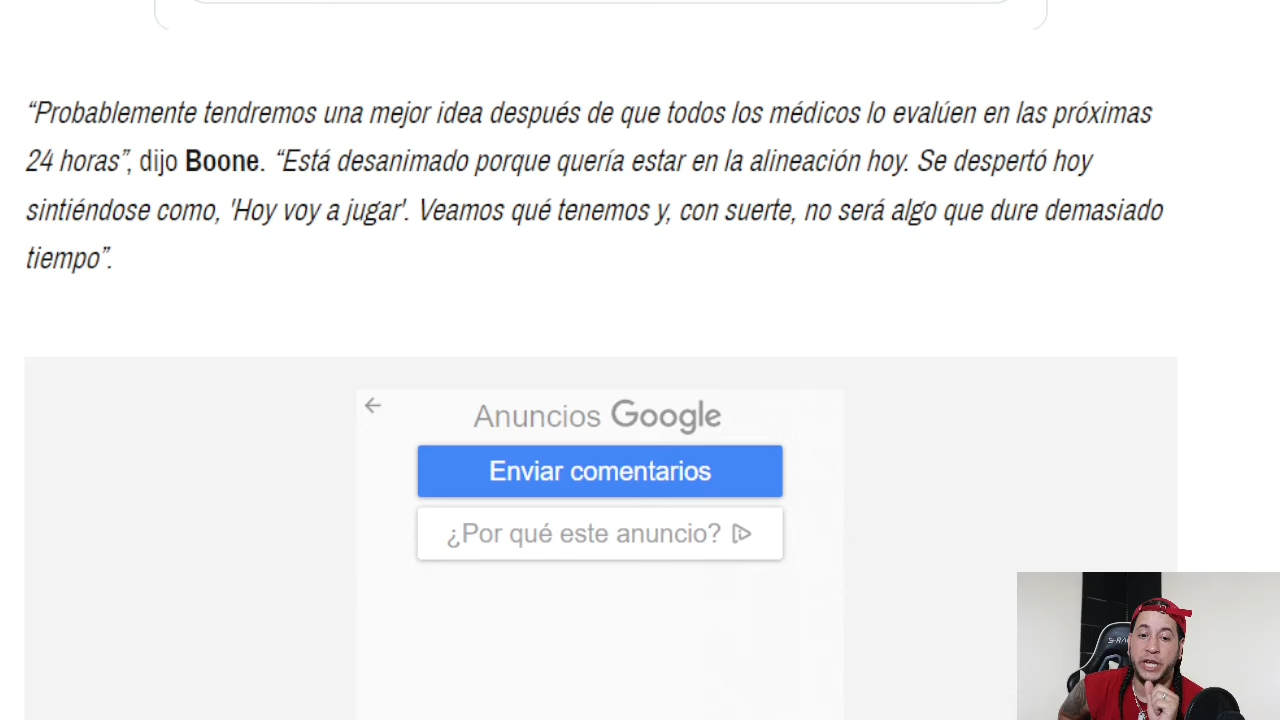 “Probablemente tendremos una mejor idea después de que todos los médicos lo evalúen en las próximas
24 horas”, dijo Boone. “Está desanimado porque quería estar en la alineación hoy. Se despertó hoy
sintiéndose como, 'Hoy voy a jugar'. Veamos qué tenemos y, con suerte, no será algo que dure demasiado
tiempo”.
Anuncios Google
Enviar comentarios
¿Por qué este anuncio?